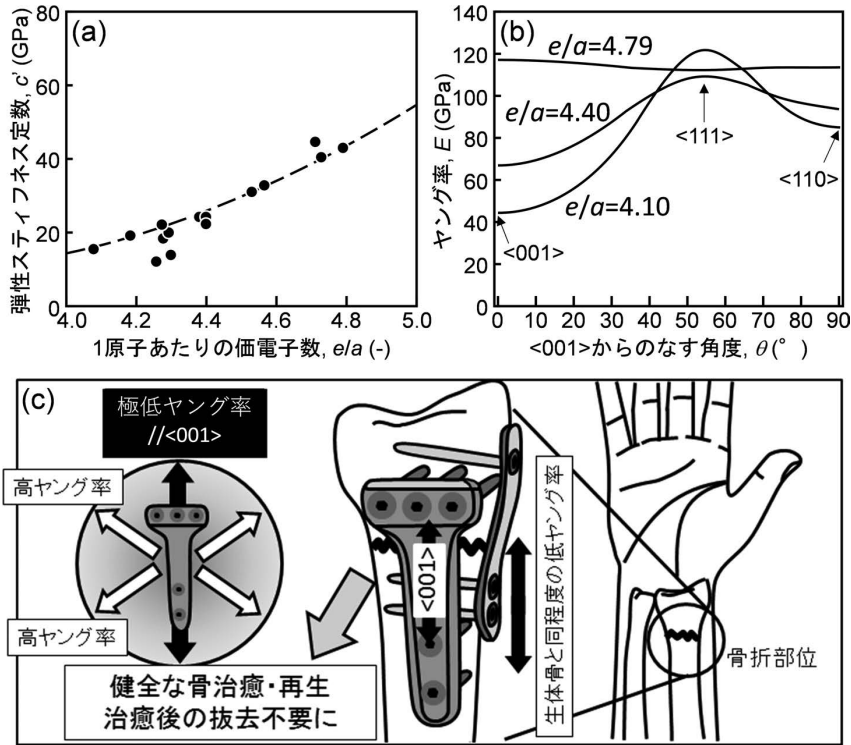 (a)
弾性スティフネス定数, c' (GPa)
80
60
40
20
0
4.0 4.2 4.4 4.6 4.8 5.0
1原子あたりの価電子数, e/a (-)
(b)
ヤング率, E (GPa)
140
120
100
80
60
40
20
0
e/a=4.79
e/a=4.40
e/a=4.10
<111>
<110>
<001>
0 10 20 30 40 50 60 70 80 90
<001>からのなす角度, θ(°)
(c)
極低ヤング率
//<001>
高ヤング率
高ヤング率
健全な骨治癒・再生
治癒後の抜去不要に
<001>
生体骨と同程度の低ヤング率
骨折部位